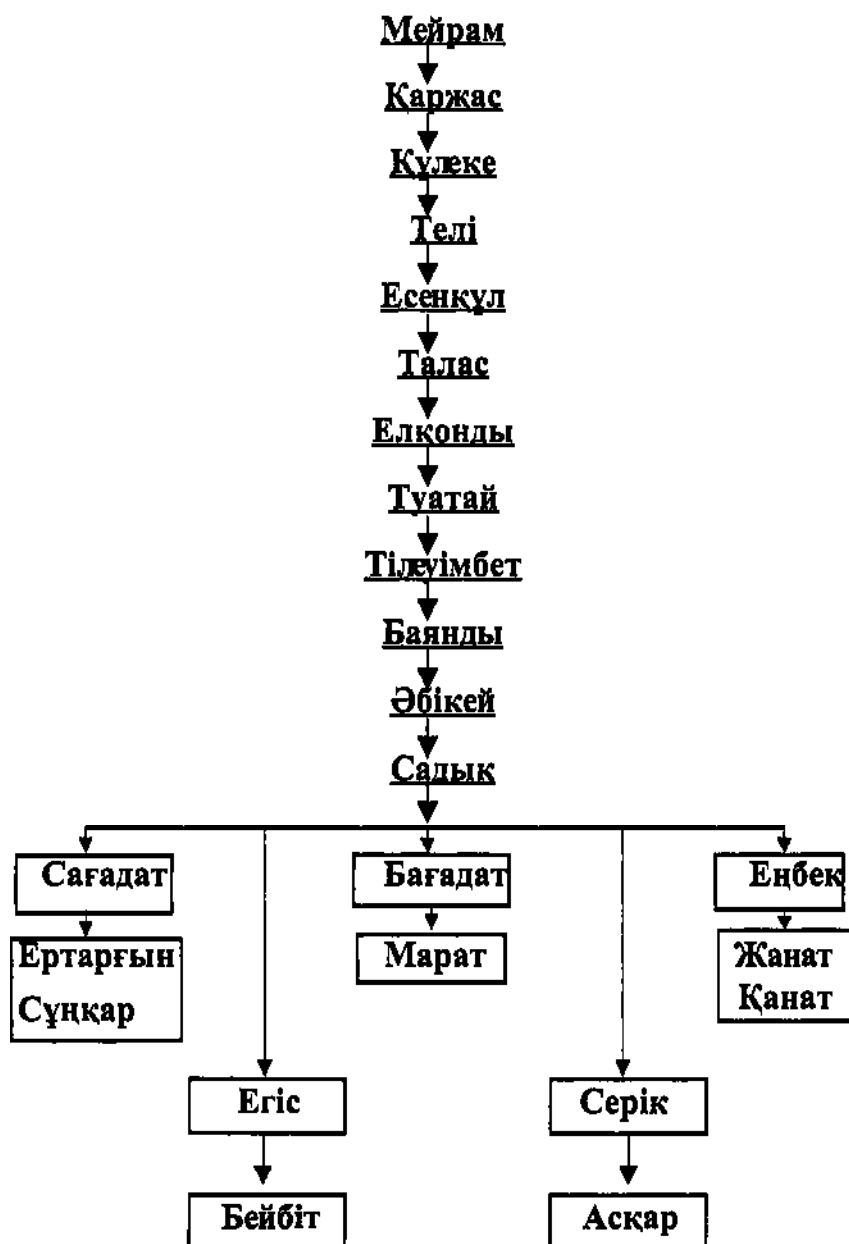 Мейрам
Қаржас
Күлеке
Телі
Есенқұл
Талас
Елқонды
Туатай
Тілеуімбет
Баянды
Әбікей
Садық
Сағадат
Бағадат
Еңбек
Ертарғын
Сұңқар
Марат
Жанат
Қанат
Егіс
Серік
Бейбіт
Асқар